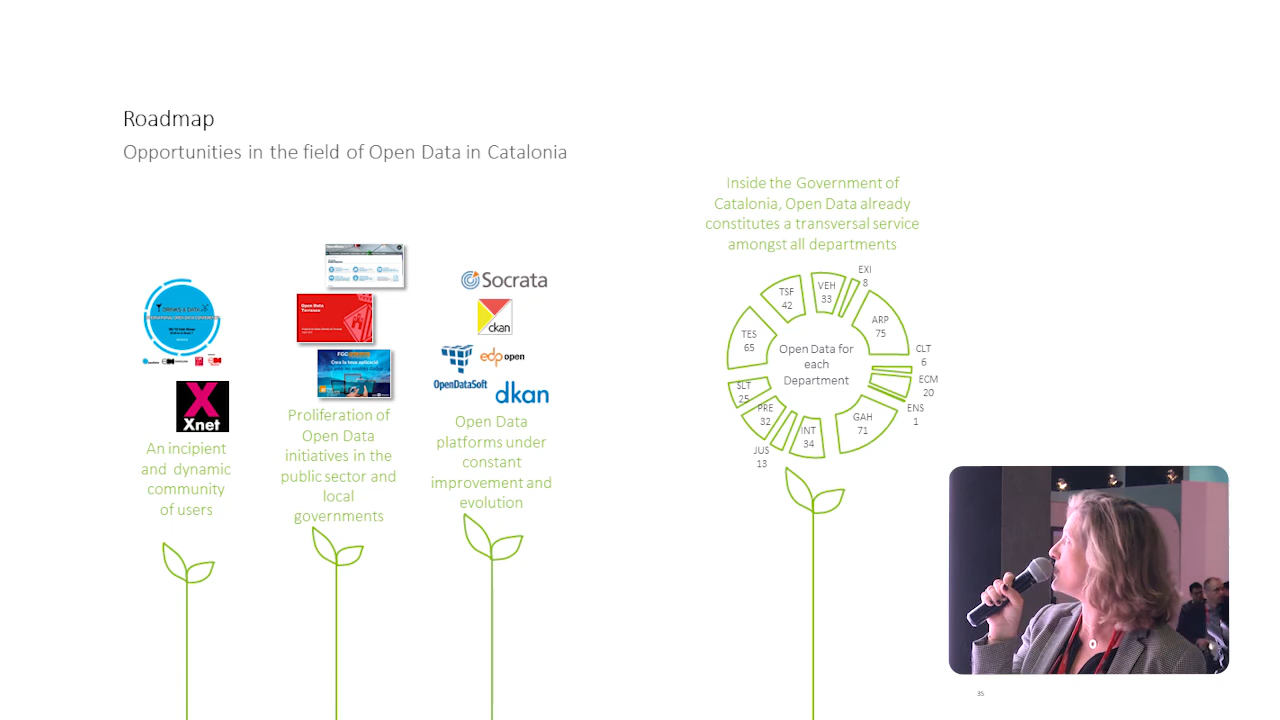 Roadmap
Opportunities in the field of Open Data in Catalonia
Inside the Government of
Catalonia, Open Data already
constitutes a transversal service
amongst all departments
Xnet
An incipient
and dynamic
community
of users
Open Data
Terrassa
FGC
Proliferation of
Open Data
initiatives in the
public sector and
local
governments
Socrata
ckan
edp open
OpenDataSoft
dkan
Open Data
platforms under
constant
improvement and
evolution
EXI
8
VEH
33
TSF
42
ARP
75
TES
65
Open Data for
each
Department
CLT
6
ECM
20
SLT
25
ENS
1
PRE
32
GAH
71
INT
34
JUS
13
35